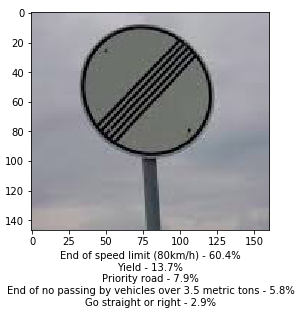 0
20
40
60
80
100
120
140
0 25 50 75 100 125 150
End of speed limit (80km/h) - 60.4%
Yield - 13.7%
Priority road - 7.9%
End of no passing by vehicles over 3.5 metric tons - 5.8%
Go straight or right - 2.9%